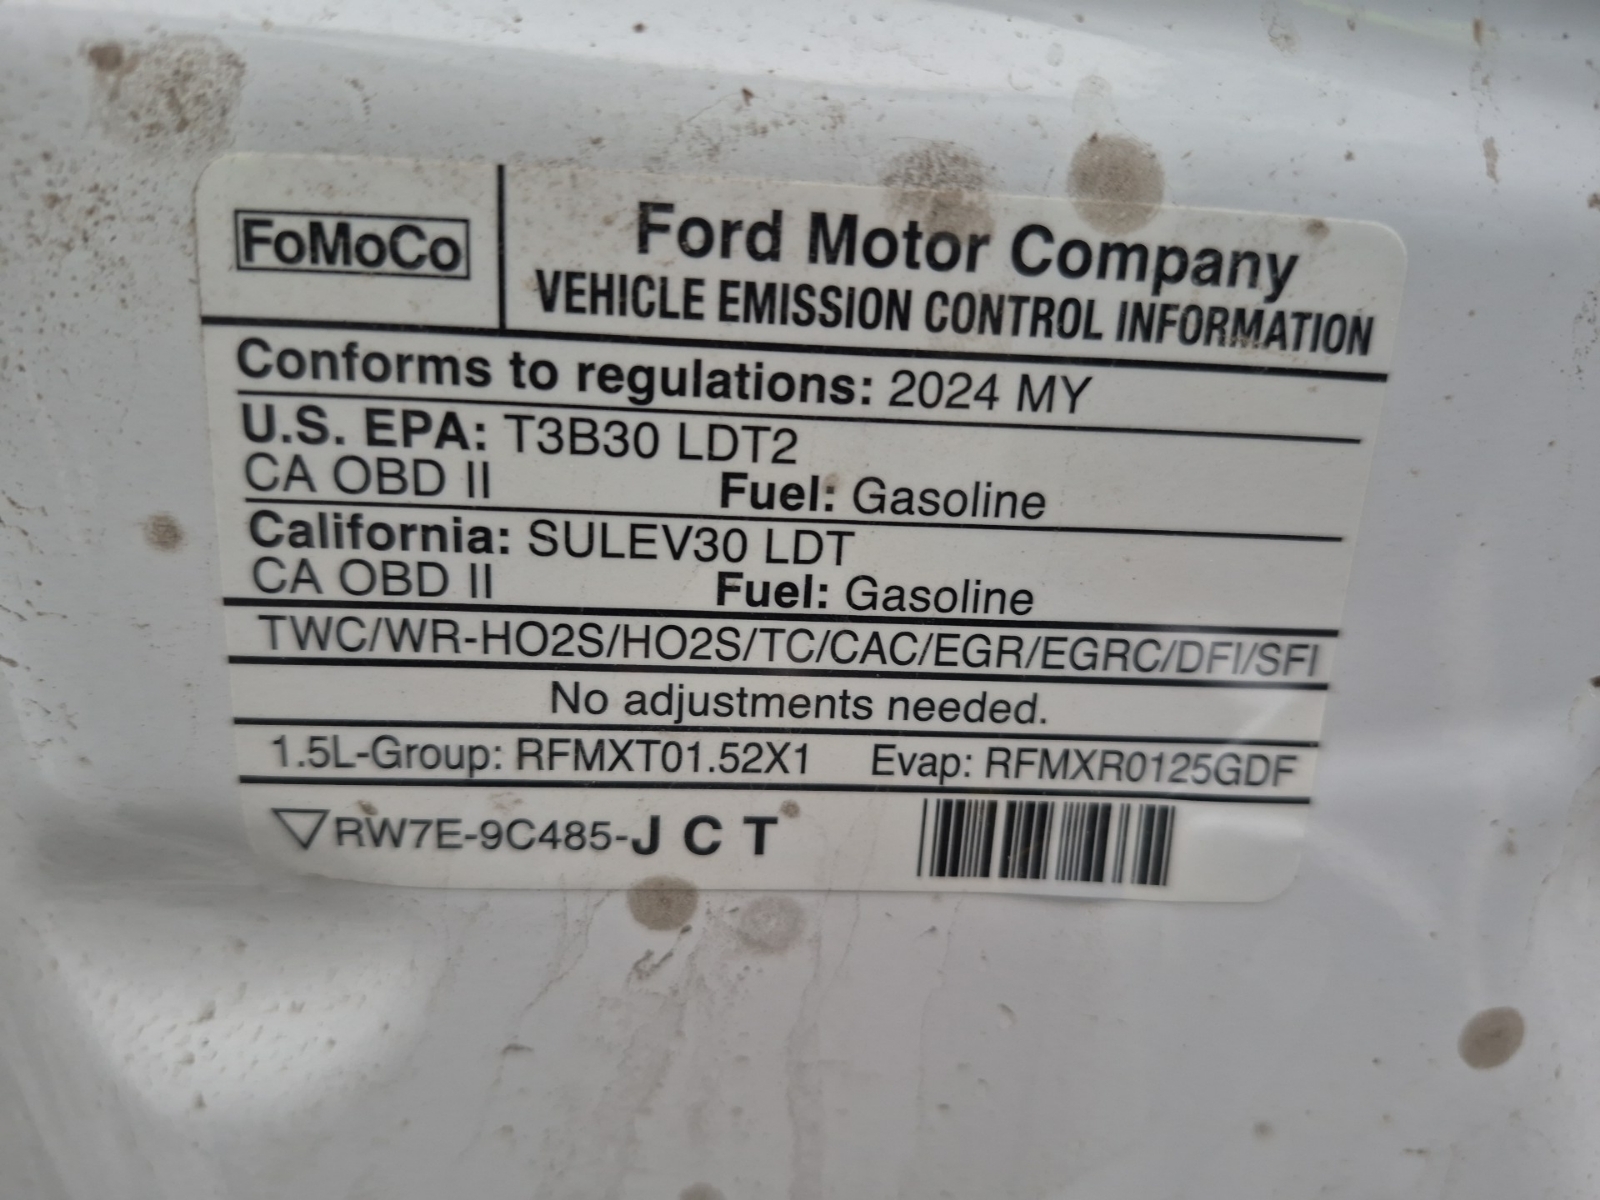 FoMoCo
Ford Motor Company
VEHICLE EMISSION CONTROL INFORMATION
Conforms to regulations: 2024 MY
U.S. EPA: T3B30 LDT2
CA OBD II Fuel: Gasoline
California: SULEV30 LDT
CA OBD II Fuel: Gasoline
TWC/WR-HO2S/HO2S/TC/CAC/EGR/EGRC/DFI/SFI
No adjustments needed.
1.5L-Group: RFMXT01.52X1 Evap: RFMXR0125GDF
RW7E-9C485-J C T